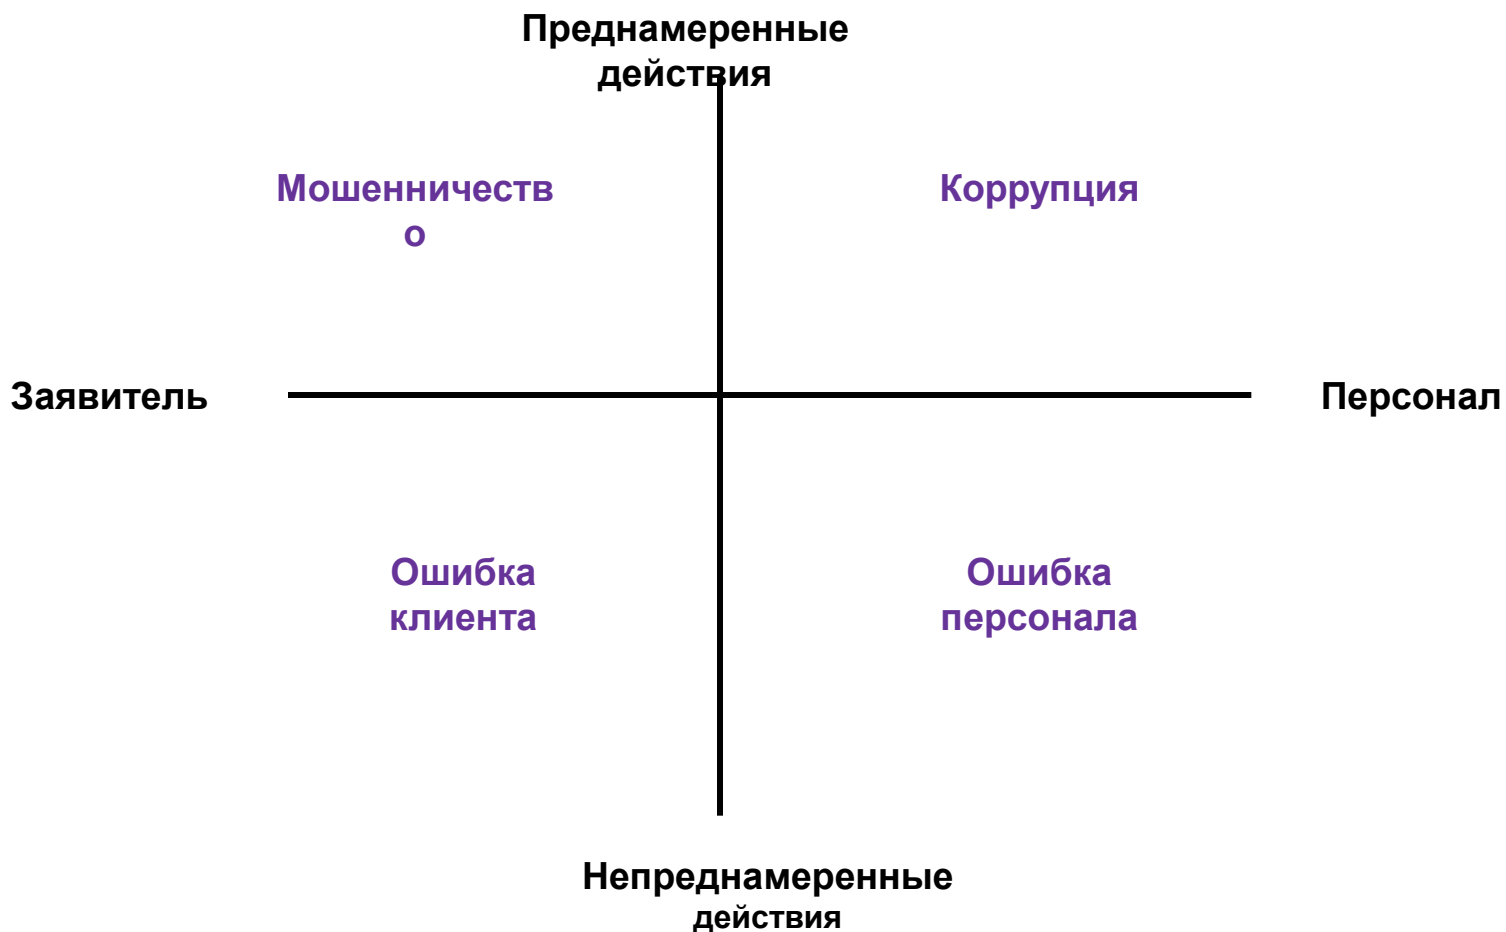 Преднамеренные
действия
Мошенничеств
о
Коррупция
Заявитель
Персонал
Ошибка
клиента
Ошибка
персонала
Непреднамеренные
действия